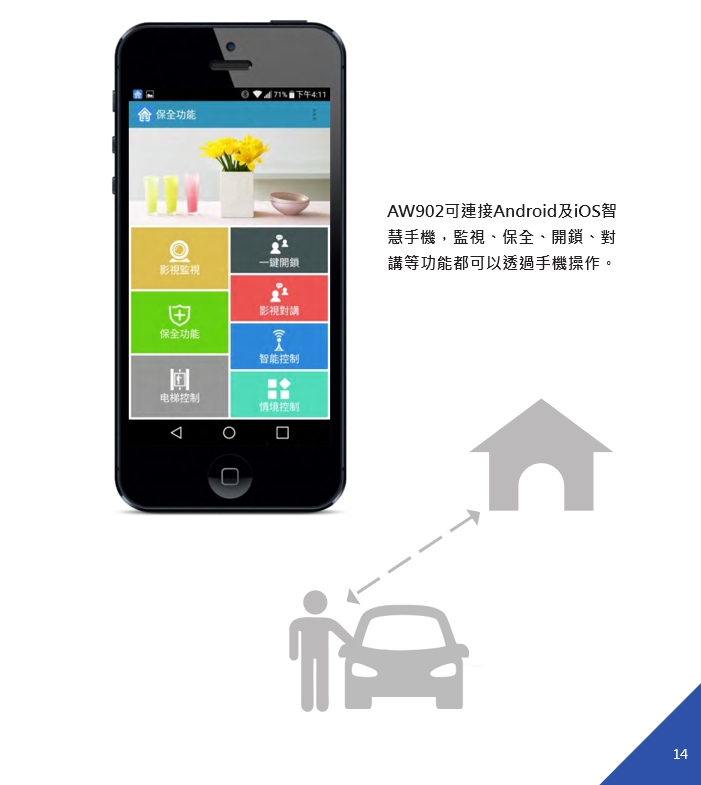 71% 下午4:11
保全功能
影視監視
一鍵開鎖
保全功能
影視對講
智能控制
电梯控制
情境控制
AW902可連接Android及iOS智
慧手機，監視、保全、開鎖、對
講等功能都可以透過手機操作。
14